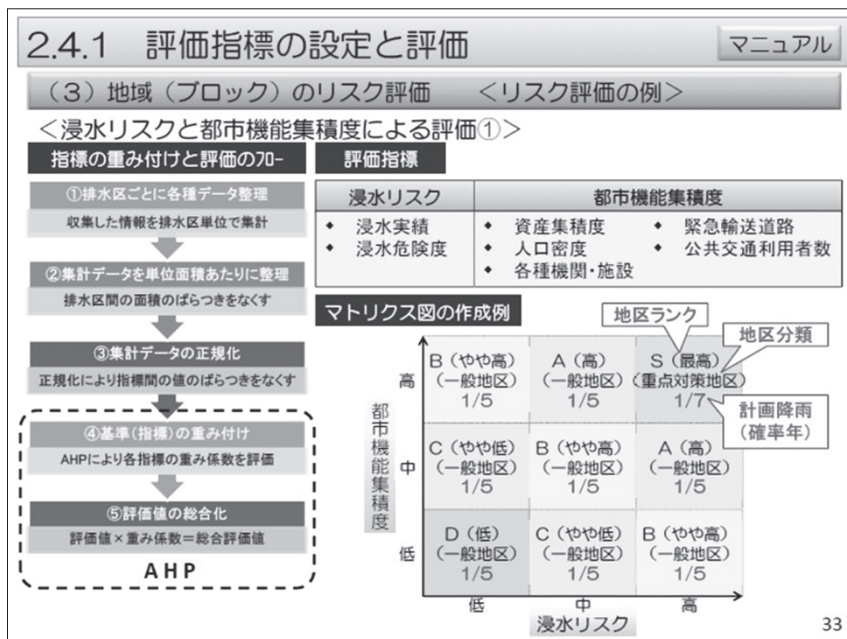 2.4.1 評価指標の設定と評価
マニュアル
(3)地域(ブロック)のリスク評価 <リスク評価の例>
<浸水リスクと都市機能集積度による評価①>
指標の重み付けと評価のフロー
①排水区ごとに各種データ整理
収集した情報を排水区単位で集計
②集計データを単位面積あたりに整理
排水区間の面積のばらつきをなくす
③集計データの正規化
正規化により指標間の値のばらつきをなくす
④基準(指標)の重み付け
AHPにより各指標の重み係数を評価
⑤評価値の総合化
評価値×重み係数=総合評価値
AHP
評価指標
浸水リスク 都市機能集積度
◆ 浸水実績 ◆ 資産集積度 ◆ 緊急輸送道路
◆ 浸水危険度 ◆ 人口密度 ◆ 公共交通利用者数
◆ 各種機関・施設
マトリクス図の作成例
地区ランク
地区分類
計画降雨
(確率年)
都市機能集積度
高
B(やや高)
(一般地区)
1/5
A(高)
(一般地区)
1/5
S(最高)
(重点対策地区)
1/7
中
C(やや低)
(一般地区)
1/5
B(やや高)
(一般地区)
1/5
A(高)
(一般地区)
1/5
低
D(低)
(一般地区)
1/5
C(やや低)
(一般地区)
1/5
B(やや高)
(一般地区)
1/5
低 中 高
浸水リスク
33